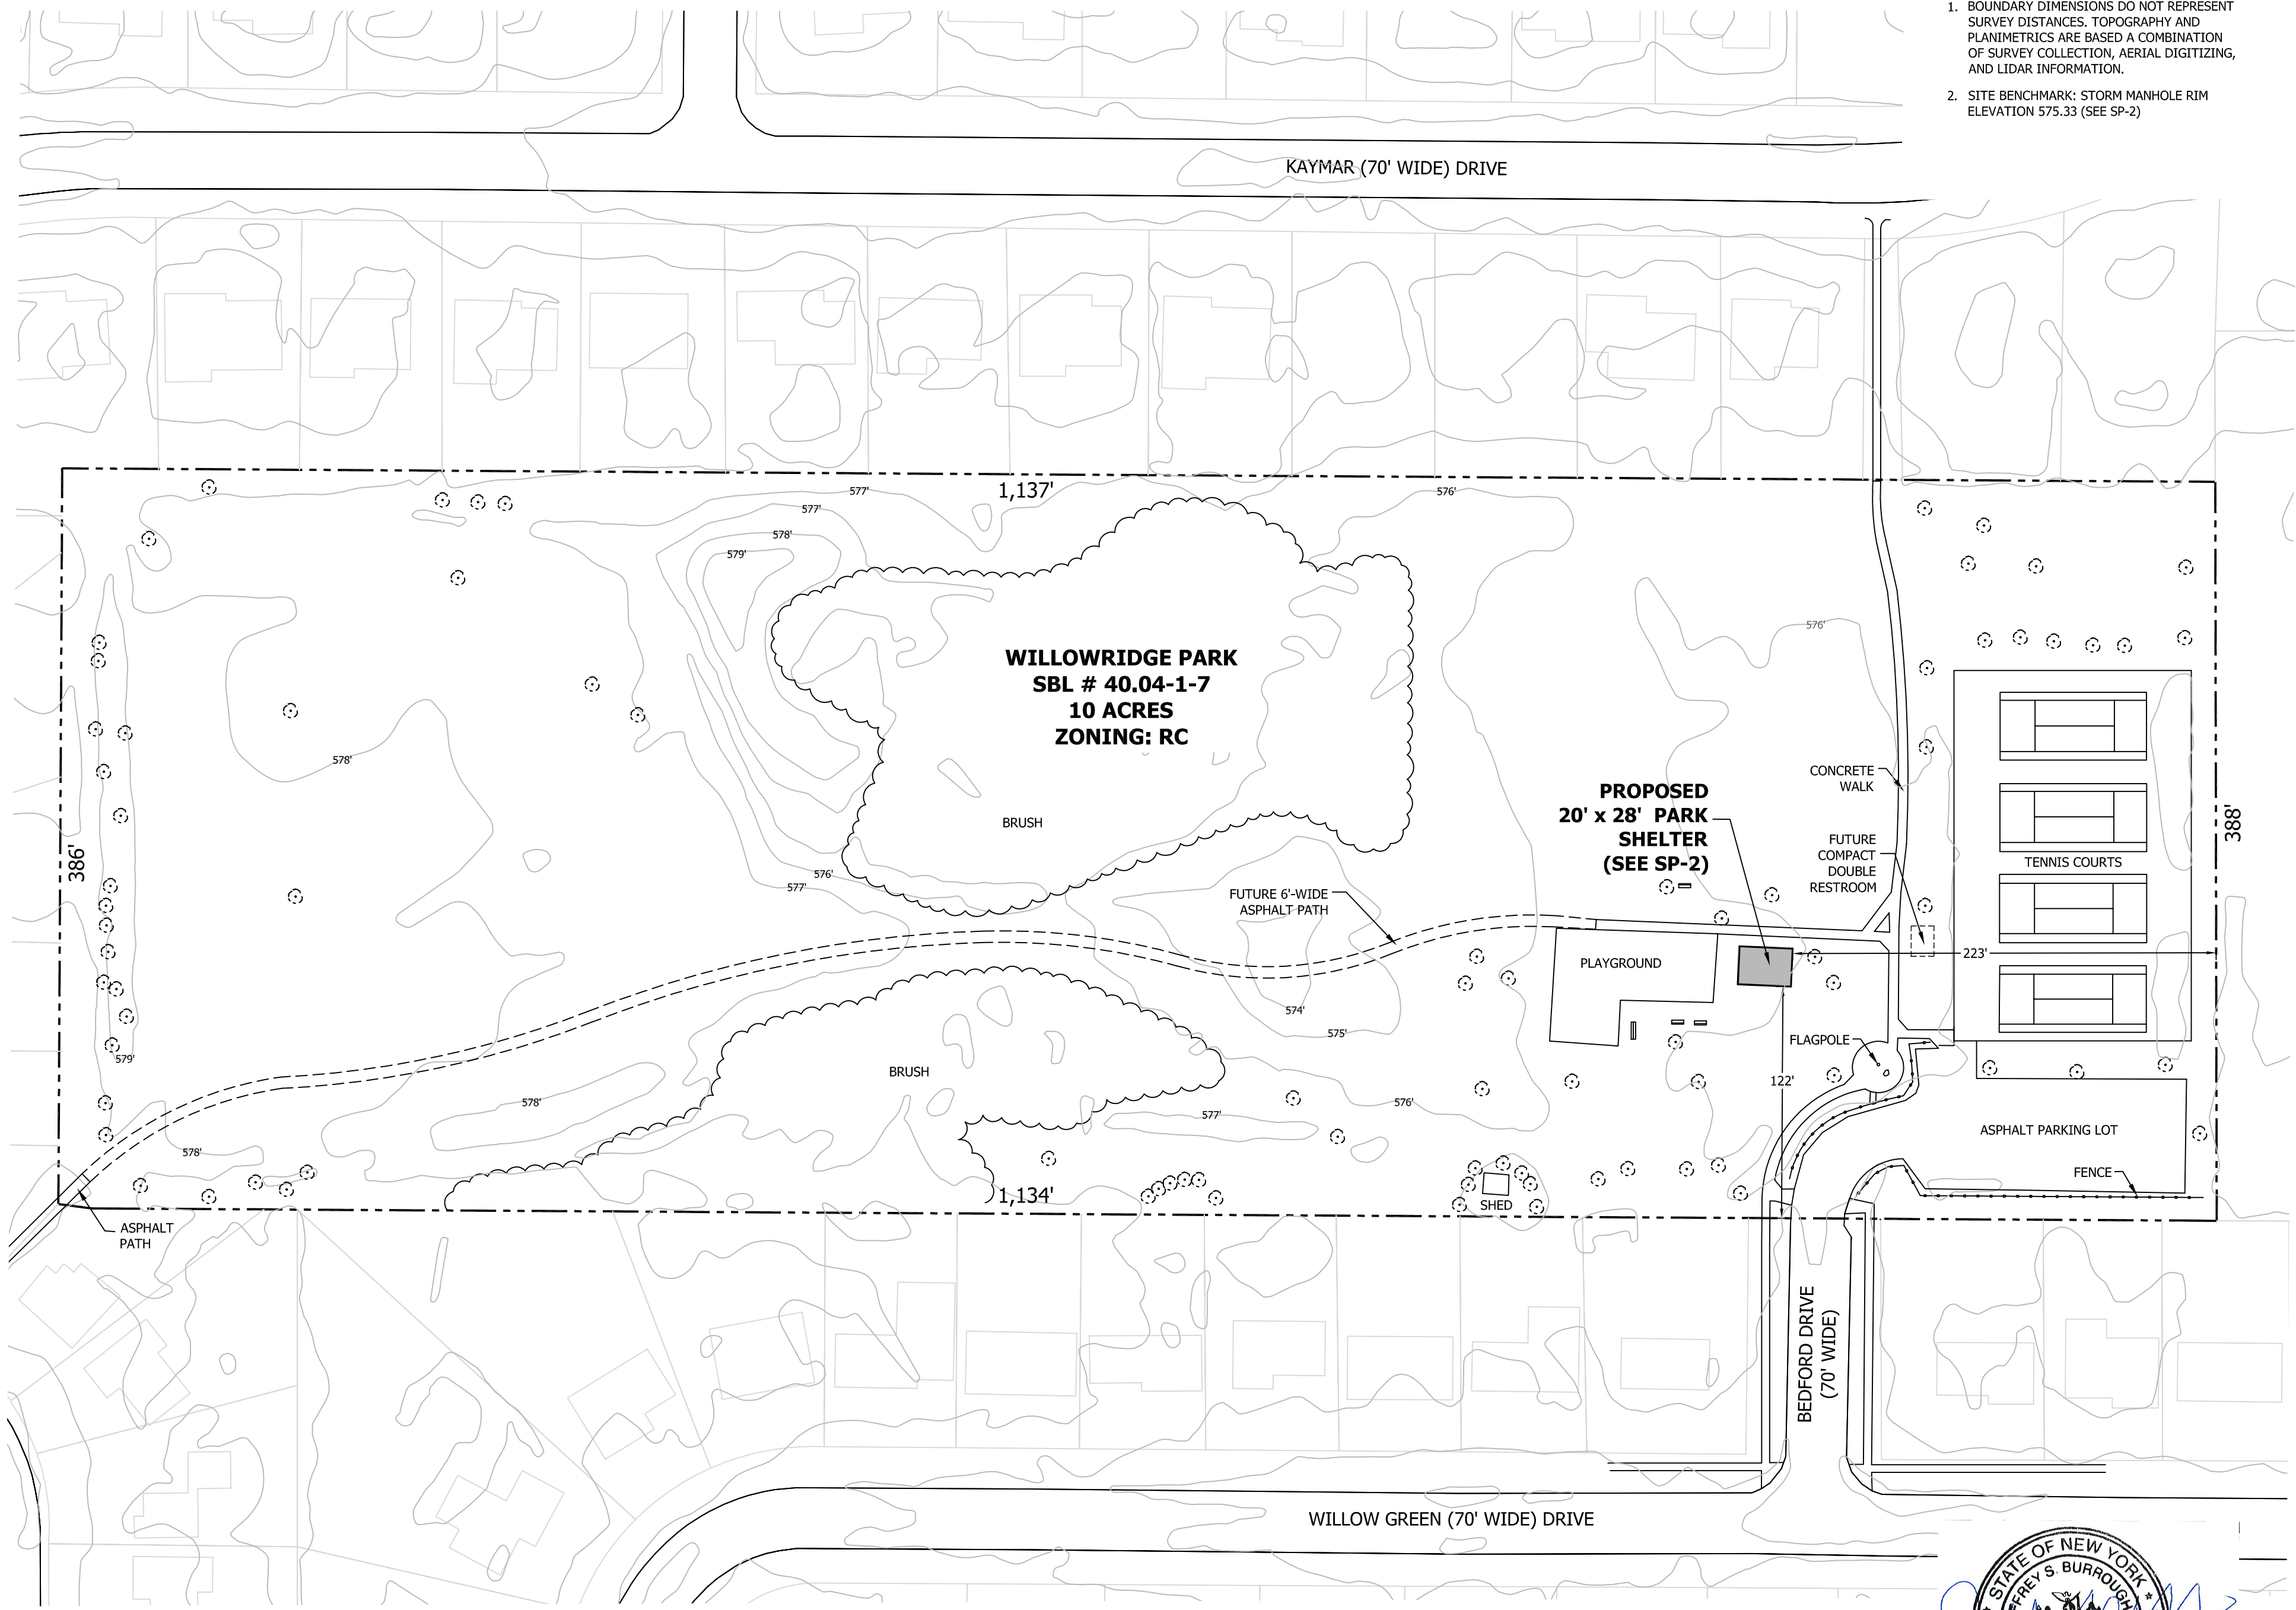 1. BOUNDARY DIMENSIONS DO NOT REPRESENT
SURVEY DISTANCES. TOPOGRAPHY AND
PLANIMETRICS ARE BASED A COMBINATION
OF SURVEY COLLECTION, AERIAL DIGITIZING,
AND LIDAR INFORMATION.
2. SITE BENCHMARK: STORM MANHOLE RIM
ELEVATION 575.33 (SEE SP-2)
KAYMAR (70' WIDE) DRIVE
1,137'
577'
576'
577'
578'
579'
576'
WILLOWRIDGE PARK
SBL # 40.04-1-7
10 ACRES
ZONING: RC
578'
CONCRETE
WALK
PROPOSED
20' x 28' PARK
SHELTER
(SEE SP-2)
386'
388'
BRUSH
FUTURE
COMPACT
DOUBLE
RESTROOM
TENNIS COURTS
576'
577'
FUTURE 6'-WIDE
ASPHALT PATH
PLAYGROUND
223'
574'
575'
FLAGPOLE
579'
BRUSH
122'
578'
576'
577'
ASPHALT PARKING LOT
578'
FENCE
1,134'
SHED
ASPHALT
PATH
BEDFORD DRIVE
(70' WIDE)
WILLOW GREEN (70' WIDE) DRIVE
STATE OF NEW YORK
S. BURROUGH